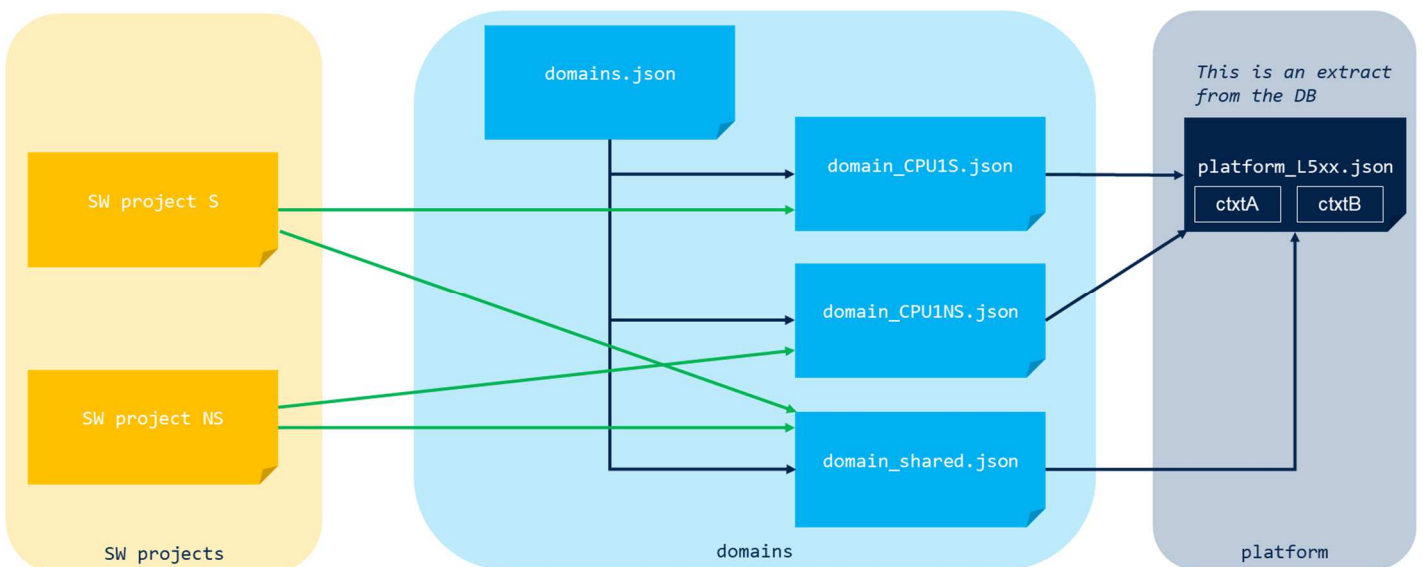 domains.json
This is an extract
from the DB
domain_CPU1S.json
platform_L5xx.json
ctxtA
ctxtB
SW project S
domain_CPU1NS.json
SW project NS
domain_shared.json
SW projects
domains
platform